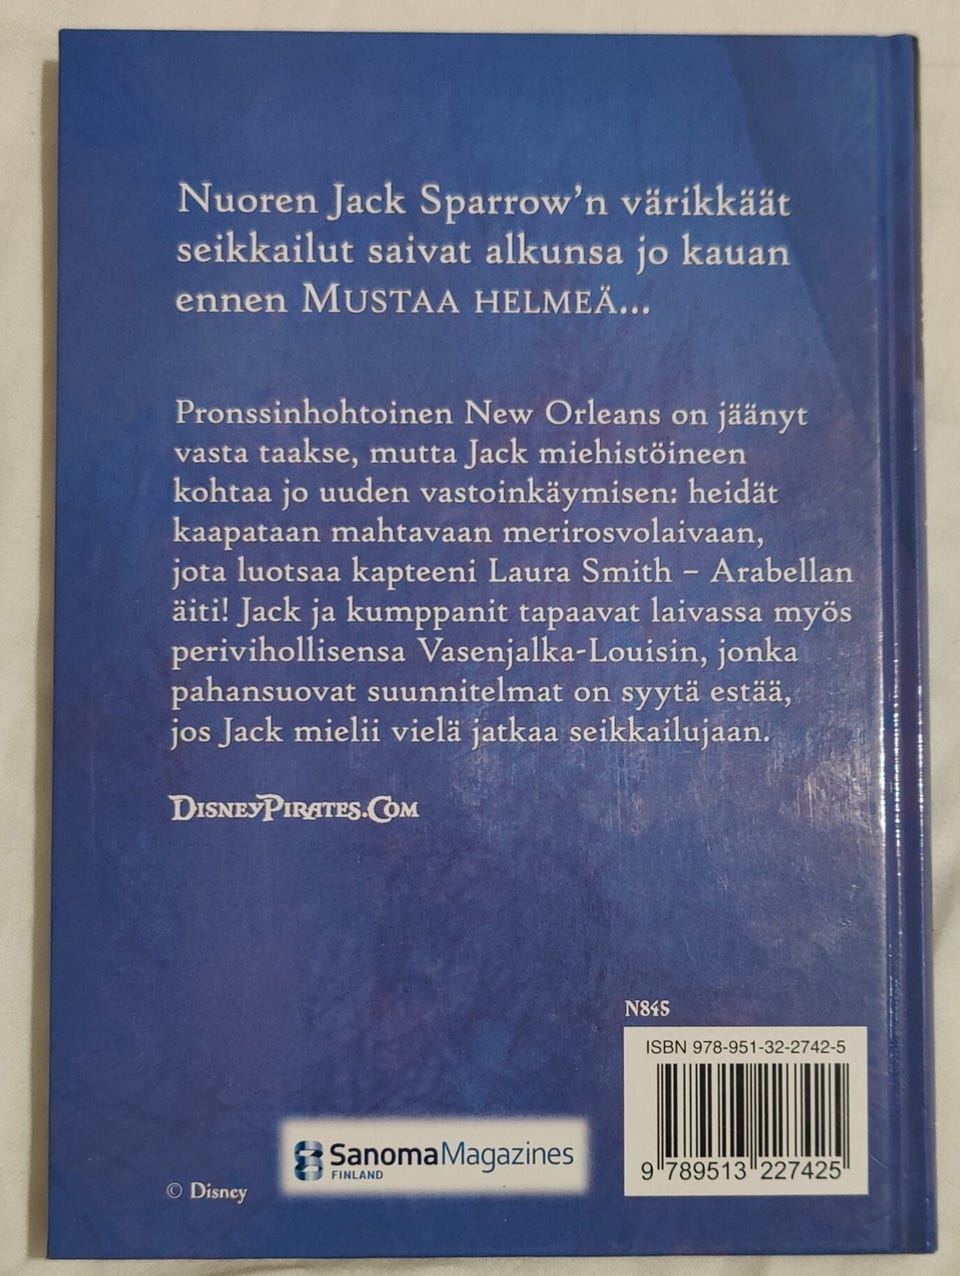 Nuoren Jack Sparrow’n värikkäät
seikkailut saivat alkunsa jo kauan
ennen MUSTAA HELMEÄ...
Pronssinhohtoinen New Orleans on jäänyt
vasta taakse, mutta Jack miehistöineen
kohtaa jo uuden vastoinkäymisen: heidät
kaapataan mahtavaan merirosvolaivaan,
jota luotsaa kapteeni Laura Smith – Arabellan
äiti! Jack ja kumppanit tapaavat laivassa myös
perivihollisensa Vasenjalka-Louisin, jonka
pahansuovat suunnitelmat on syytä estää,
jos Jack mielii vielä jatkaa seikkailujaan.
DISNEYPIRATES.COM
N845
ISBN 978-951-32-2742-5
9 789513 227425
SanomaMagazines
FINLAND
© Disney